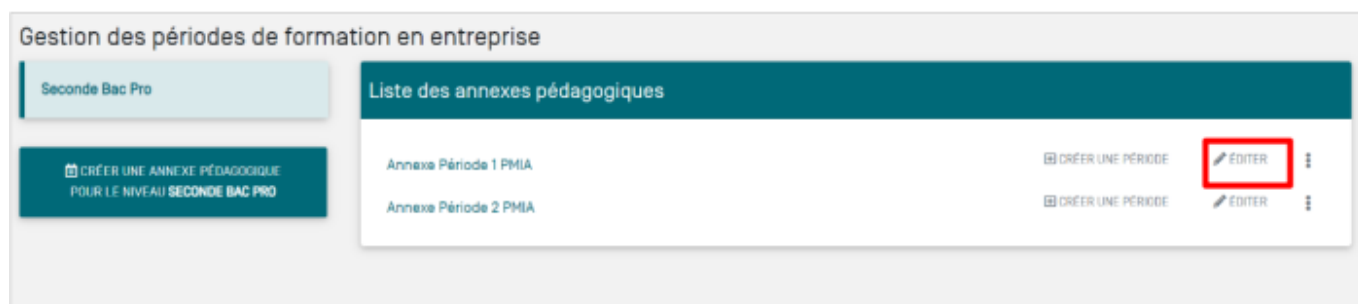 Gestion des périodes de formation en entreprise
Seconde Bac Pro
Liste des annexes pédagogiques
CRÉER UNE ANNEXE PÉDAGOGIQUE
POUR LE NIVEAU SECONDE BAC PRO
Annexe Période 1 PMIA CRÉER UNE PÉRIODE ÉDITER
Annexe Période 2 PMIA CRÉER UNE PÉRIODE ÉDITER